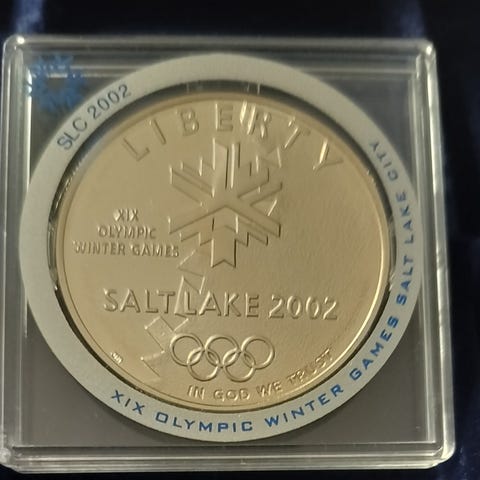 SLC 2002
LIBERTY
XIX
OLYMPIC
WINTER GAMES
SALT LAKE 2002
IN GOD WE TRUST
XIX OLYMPIC WINTER GAMES SALT LAKE CITY